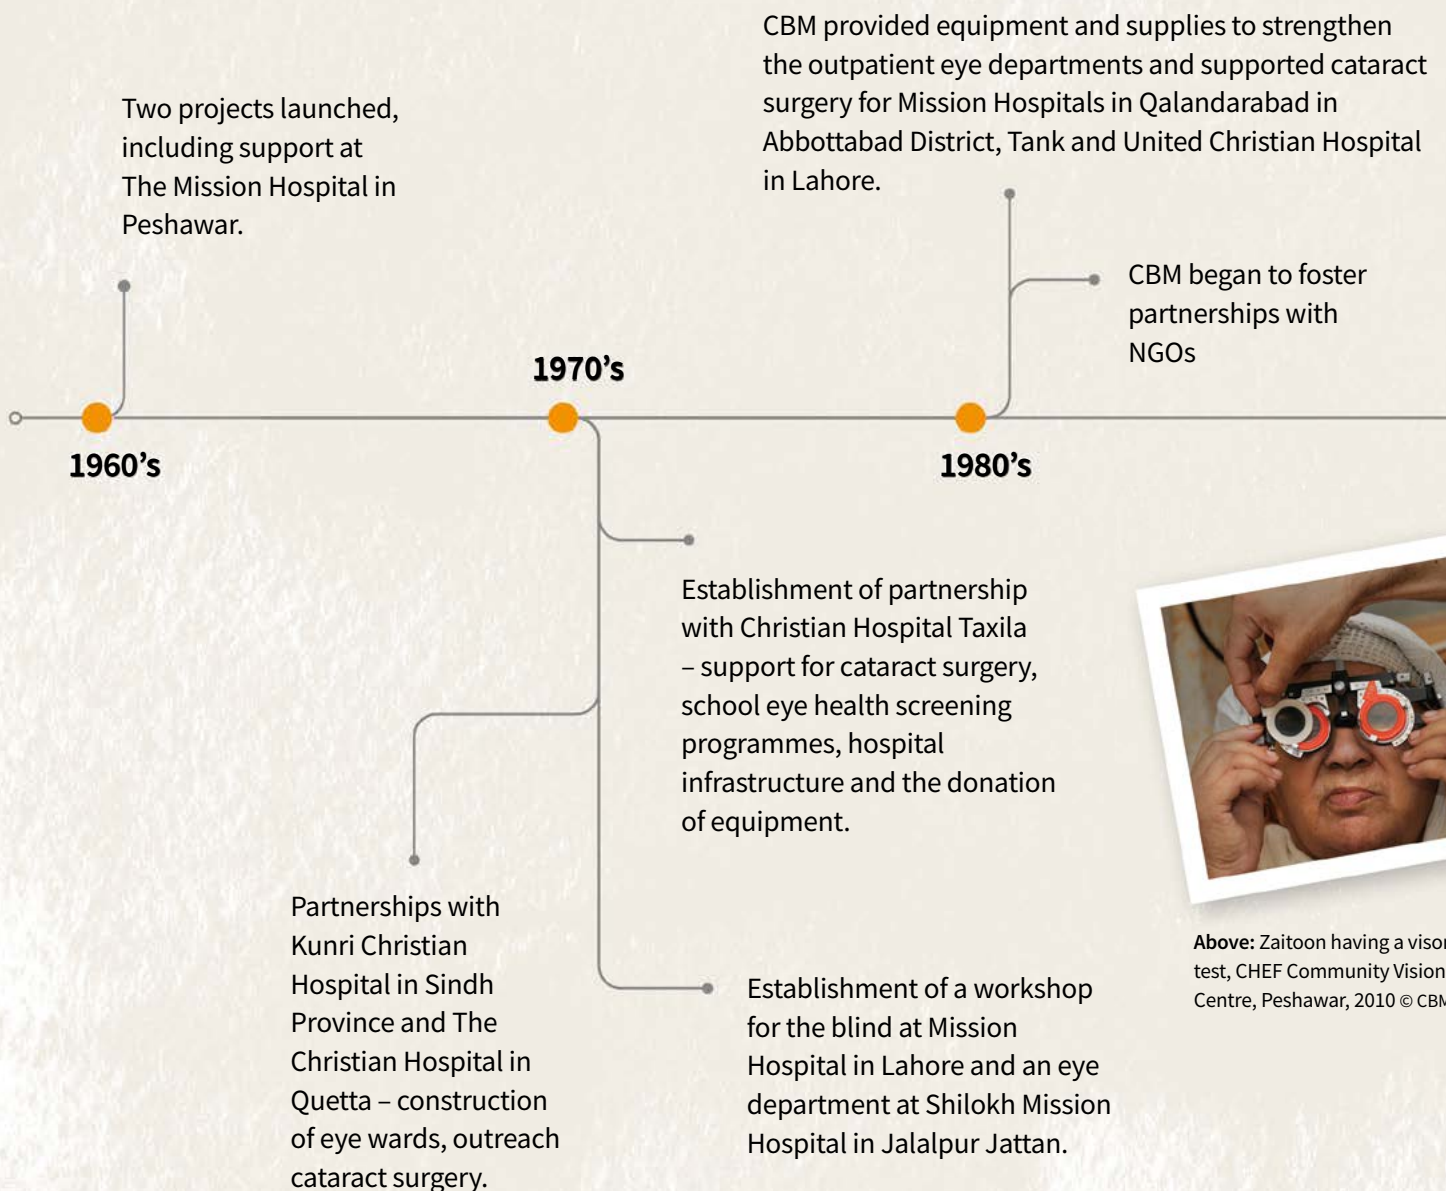 CBM provided equipment and supplies to strengthen
the outpatient eye departments and supported cataract
surgery for Mission Hospitals in Qalandarabad in
Abbottabad District, Tank and United Christian Hospital
in Lahore.
Two projects launched,
including support at
The Mission Hospital in
Peshawar.
CBM began to foster
partnerships with
NGOs
1970’s
1960’s
1980’s
Establishment of partnership
with Christian Hospital Taxila
– support for cataract surgery,
school eye health screening
programmes, hospital
infrastructure and the donation
of equipment.
Partnerships with
Kunri Christian
Hospital in Sindh
Province and The
Christian Hospital in
Quetta – construction
of eye wards, outreach
cataract surgery.
Establishment of a workshop
for the blind at Mission
Hospital in Lahore and an eye
department at Shilokh Mission
Hospital in Jalalpur Jattan.
Above: Zaitoon having a visor
test, CHEF Community Vision
Centre, Peshawar, 2010 © CBM